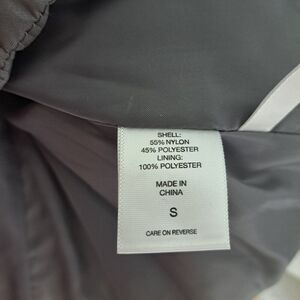 SHELL:
55% NYLON
45% POLYESTER
LINING:
100% POLYESTER
MADE IN
CHINA
S
CARE ON REVERSE